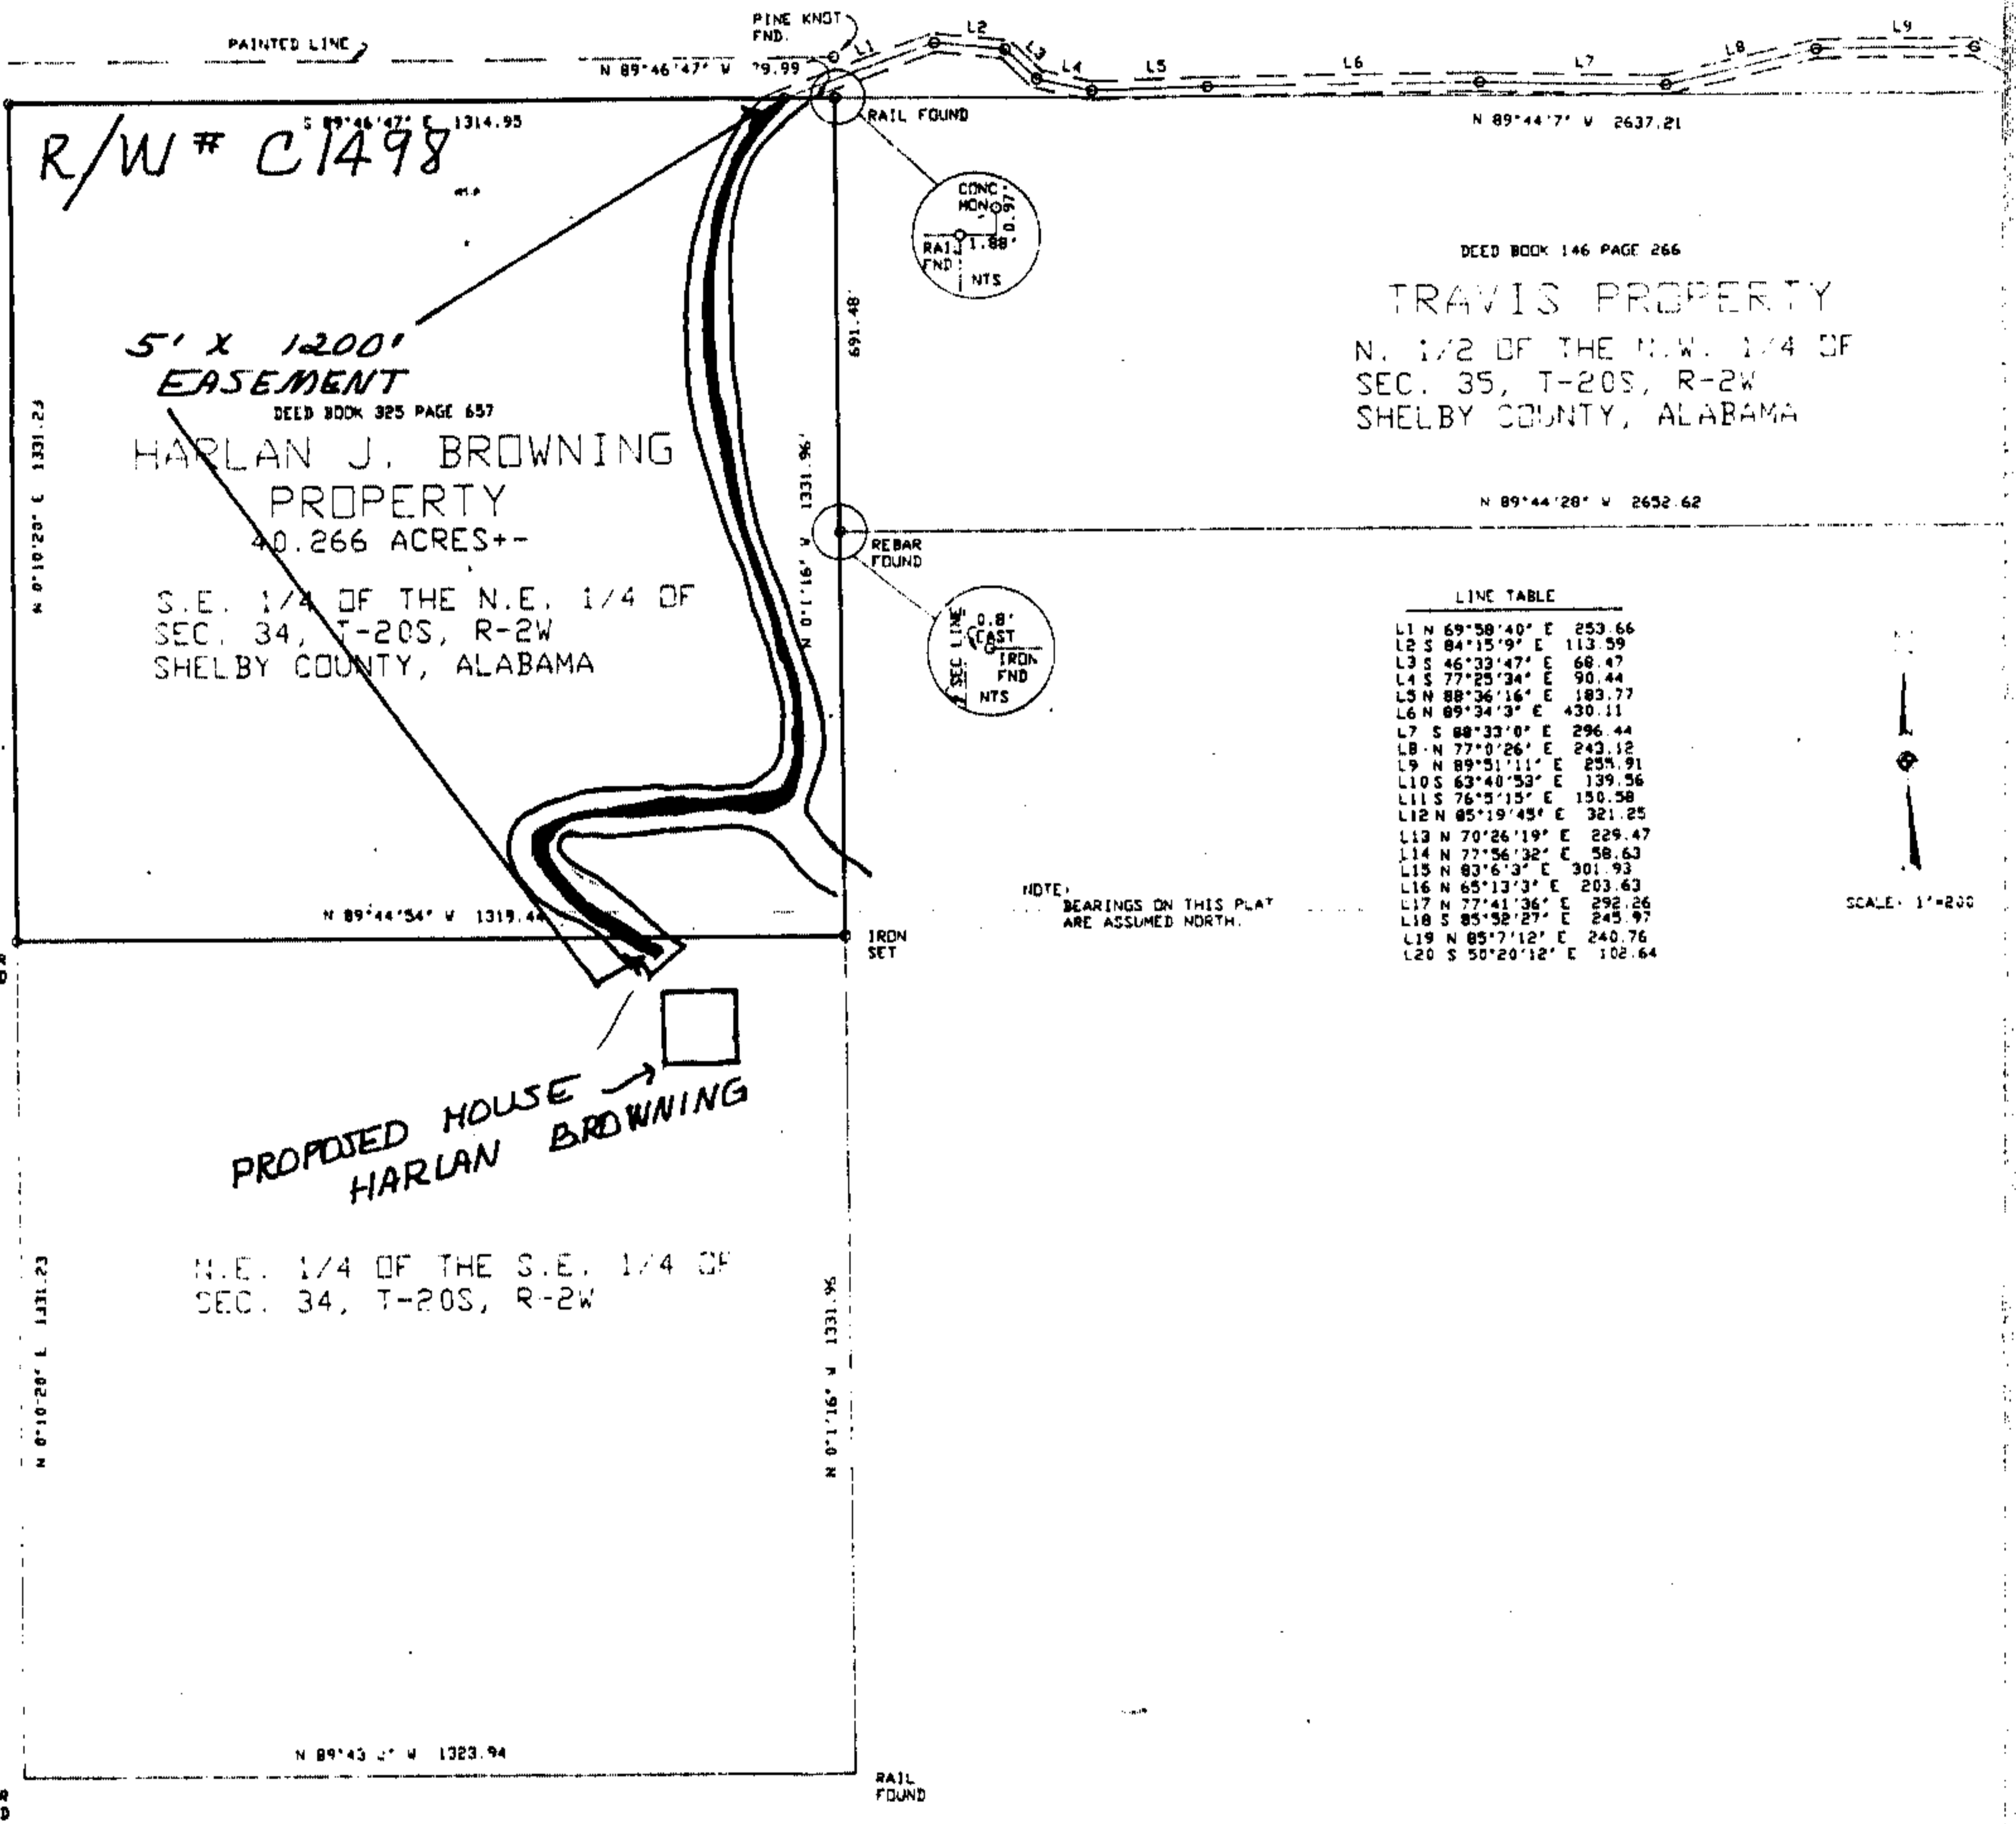 PAINTED LINE
PINE KNOT
FND.
N 89°46'47" W 79.99
L1
L2
L3
L4
L5
L6
L7
L8
L9
S 89°46'47" E 1314.95
RAIL FOUND
N 89°44'7" W 2637.21
R/W # C1498
CONC
MON
0.97'
RAIL
FND
1.88'
NTS
DEED BOOK 146 PAGE 266
TRAVIS PROPERTY
N. 1/2 OF THE N.W. 1/4 OF
SEC. 35, T-20S, R-2W
SHELBY COUNTY, ALABAMA
691.48'
5' X 1200'
EASEMENT
DEED BOOK 325 PAGE 657
HARLAN J. BROWNING
PROPERTY
40.266 ACRES+-
S.E. 1/4 OF THE N.E. 1/4 OF
SEC. 34, T-20S, R-2W
SHELBY COUNTY, ALABAMA
N 0°10'20" E 1331.23
N 0°1'16" W 1331.96'
N 89°44'28" W 2652.62
REBAR
FOUND
SEC LINE
0.8'
EAST
IRON
FND
NTS
LINE TABLE
L1 N 69°58'40" E 253.66
L2 S 84°15'9" E 113.59
L3 S 46°33'47" E 68.47
L4 S 77°25'34" E 90.44
L5 N 88°36'16" E 183.77
L6 N 89°34'3" E 430.11
L7 S 88°33'0" E 296.44
L8 N 77°0'26" E 243.12
L9 N 89°51'11" E 255.91
L10 S 63°40'53" E 139.56
L11 S 76°5'15" E 150.58
L12 N 85°19'45" E 321.25
L13 N 70°26'19" E 229.47
L14 N 77°56'32" E 58.63
L15 N 83°6'3" E 301.93
L16 N 65°13'3" E 203.63
L17 N 77°41'36" E 292.26
L18 S 85°52'27" E 245.97
L19 N 85°7'12" E 240.76
L20 S 50°20'12" E 102.64
SCALE: 1"=200
NOTE:
BEARINGS ON THIS PLAT
ARE ASSUMED NORTH.
N 89°44'54" W 1319.44
IRON
SET
PROPOSED HOUSE
HARLAN BROWNING
N.E. 1/4 OF THE S.E. 1/4 OF
SEC. 34, T-20S, R-2W
N 0°10'20" E 1331.23
N 0°1'16" W 1331.96
N 89°43' W 1323.94
RAIL
FOUND